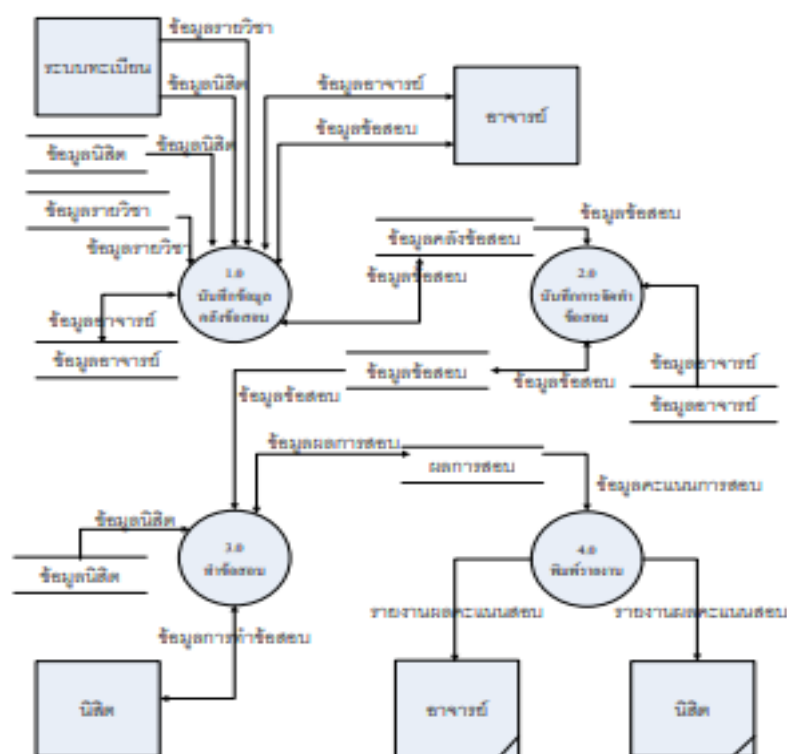 ข้อมูลรายวิชา
ระบบทะเบียน
ข้อมูลนิสิต
ข้อมูลอาจารย์
อาจารย์
ข้อมูลข้อสอบ
ข้อมูลนิสิต
ข้อมูลนิสิต
ข้อมูลรายวิชา
ข้อมูลรายวิชา
ข้อมูลข้อสอบ
ข้อมูลคลังข้อสอบ
ข้อมูลข้อสอบ
1.0
บันทึกข้อมูล
คลังข้อสอบ
2.0
บันทึกการจัดทำ
ข้อสอบ
ข้อมูลอาจารย์
ข้อมูลอาจารย์
ข้อมูลข้อสอบ
ข้อมูลข้อสอบ
ข้อมูลอาจารย์
ข้อมูลอาจารย์
ข้อมูลข้อสอบ
ข้อมูลผลการสอบ
ผลการสอบ
ข้อมูลคะแนนการสอบ
ข้อมูลนิสิต
ข้อมูลนิสิต
3.0
ทำข้อสอบ
4.0
พิมพ์รายงาน
ข้อมูลการทำข้อสอบ
รายงานผลคะแนนสอบ
รายงานผลคะแนนสอบ
นิสิต
อาจารย์
นิสิต